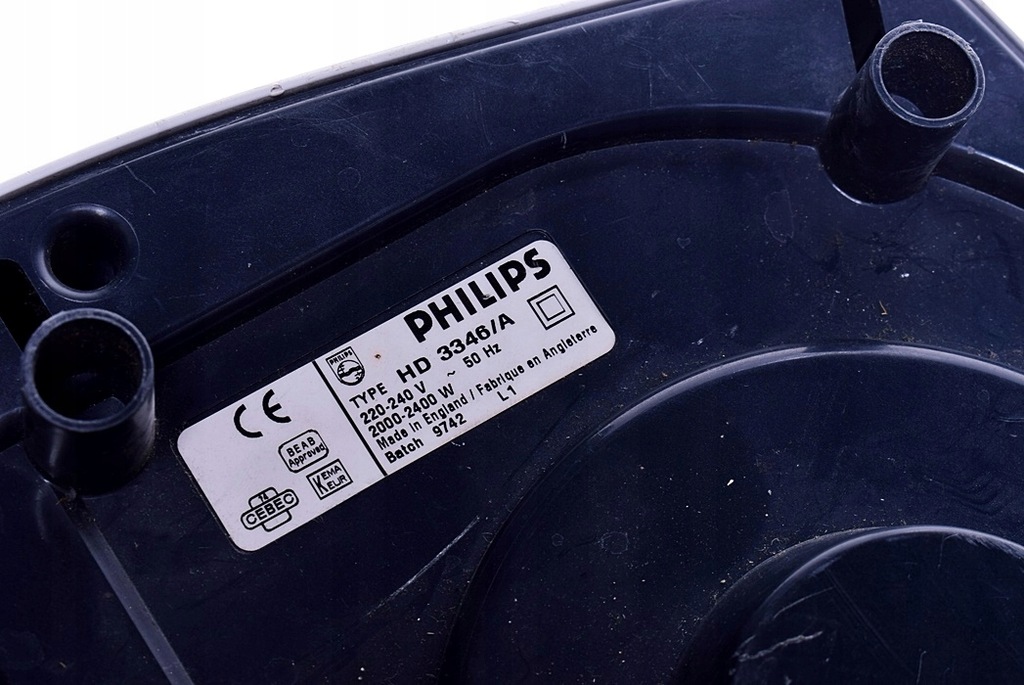 PHILIPS
PHILIPS
TYPE HD 3346/A
220-240 V ~ 50 Hz
2000-2400 W
Made in England / Fabrique en Angleterre
Batch 9742 L1
CE
BEAB
Approved
KEMA
KEUR
CEBEC